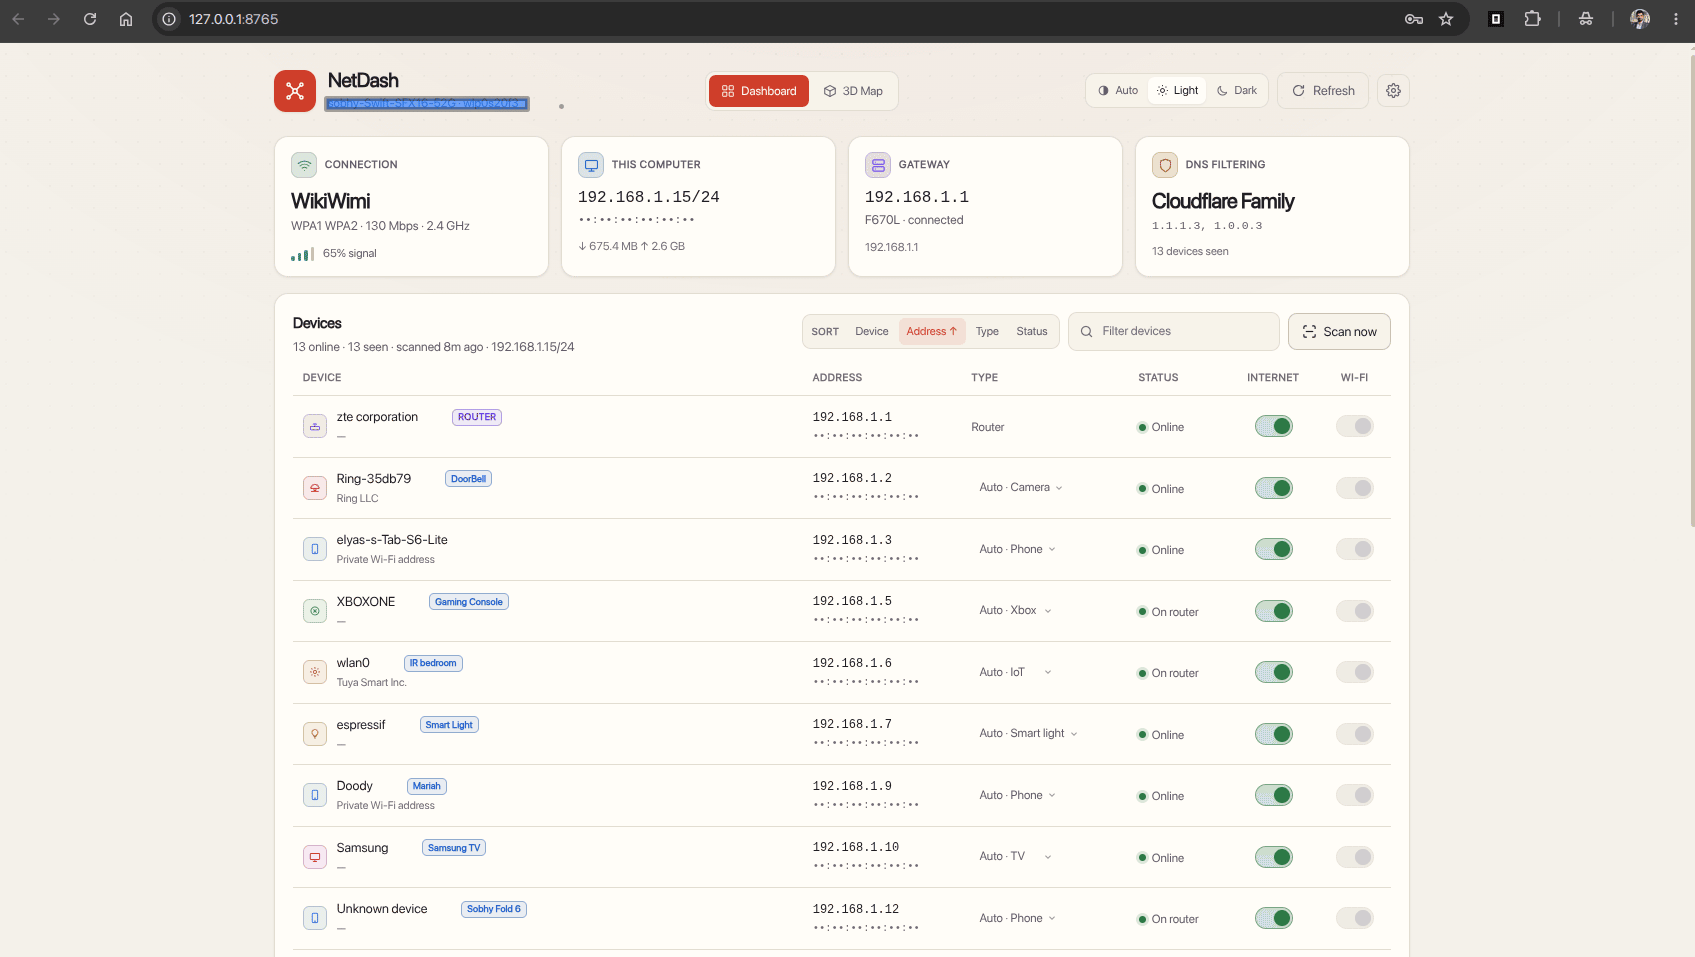 127.0.0.1:8765
NetDash
Dashboard
3D Map
Auto
Light
Dark
Refresh
CONNECTION
WikiWimi
WPA1 WPA2 · 130 Mbps · 2.4 GHz
65% signal
THIS COMPUTER
192.168.1.15/24
••:••:••:••:••:••
↓ 675.4 MB ↑ 2.6 GB
GATEWAY
192.168.1.1
F670L · connected
192.168.1.1
DNS FILTERING
Cloudflare Family
1.1.1.3, 1.0.0.3
13 devices seen
Devices
13 online · 13 seen · scanned 8m ago · 192.168.1.15/24
SORT Device Address ↑ Type Status
Filter devices
Scan now
DEVICE ADDRESS TYPE STATUS INTERNET WI-FI
zte corporation ROUTER 192.168.1.1 Router Online
— ••:••:••:••:••:••
Ring-35db79 DoorBell 192.168.1.2 Auto · Camera Online
Ring LLC ••:••:••:••:••:••
elyas-s-Tab-S6-Lite 192.168.1.3 Auto · Phone Online
Private Wi-Fi address ••:••:••:••:••:••
XBOXONE Gaming Console 192.168.1.5 Auto · Xbox On router
— ••:••:••:••:••:••
wlan0 IR bedroom 192.168.1.6 Auto · IoT On router
Tuya Smart Inc. ••:••:••:••:••:••
espressif Smart Light 192.168.1.7 Auto · Smart light Online
— ••:••:••:••:••:••
Doody Mariah 192.168.1.9 Auto · Phone Online
Private Wi-Fi address ••:••:••:••:••:••
Samsung Samsung TV 192.168.1.10 Auto · TV Online
— ••:••:••:••:••:••
Unknown device Sobhy Fold 6 192.168.1.12 Auto · Phone On router
— ••:••:••:••:••:••